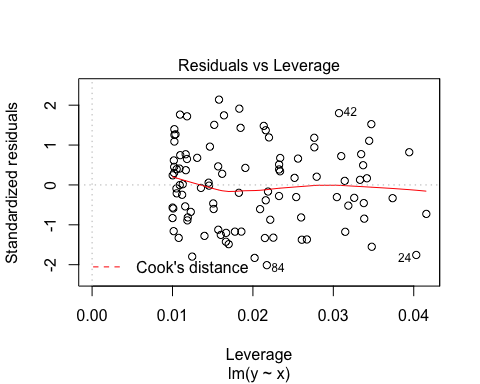 Residuals vs Leverage
Standardized residuals
2
1
0
-1
-2
42
24
84
Cook's distance
0.00 0.01 0.02 0.03 0.04
Leverage
lm(y ~ x)